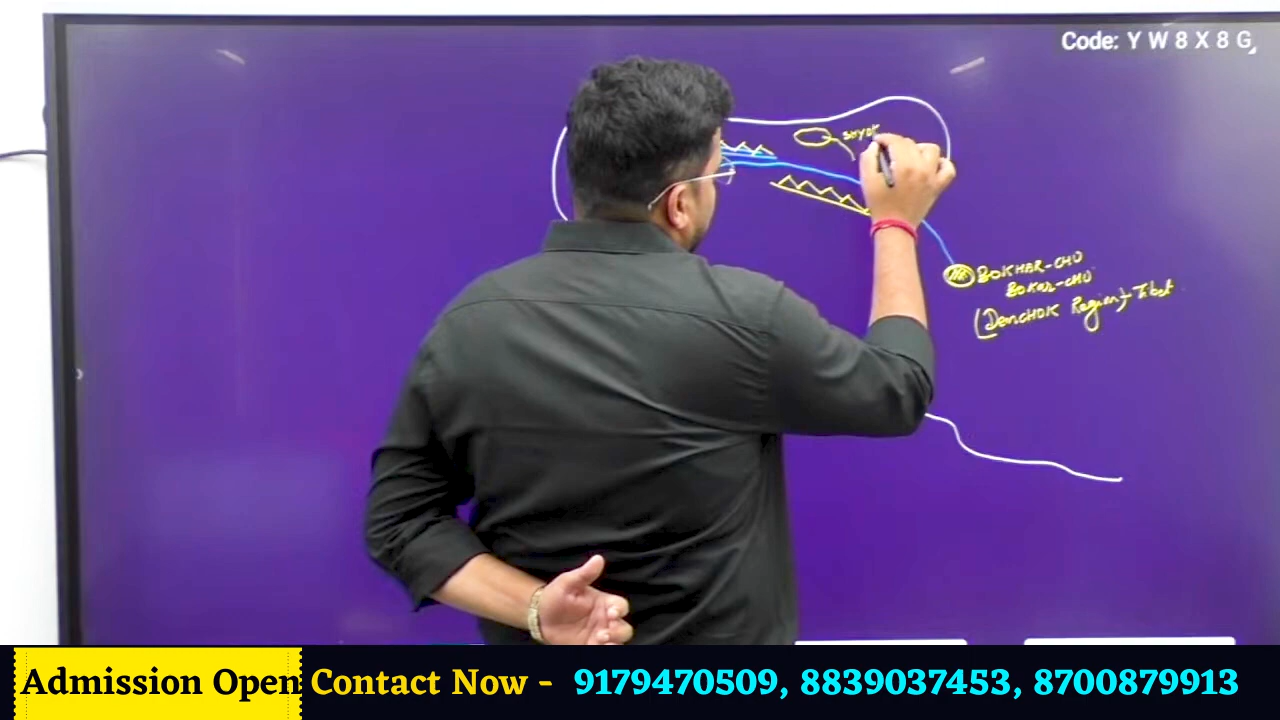 Code: Y W 8 X 8 G
SHYOK
BOKHAR-CHU
BOKAR-CHU
(DemCHOK Region) - Tibet
Admission Open Contact Now - 9179470509, 8839037453, 8700879913